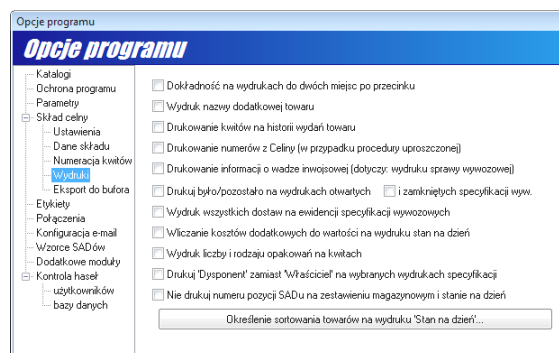 Opcje programu
Opcje programu
Katalogi
Ochrona programu
Parametry
Skład celny
Ustawienia
Dane składu
Numeracja kwitów
Wydruki
Eksport do bufora
Etykiety
Połączenia
Konfiguracja e-mail
Wzorce SADów
Dodatkowe moduły
Kontrola haseł
użytkowników
bazy danych
Dokładność na wydrukach do dwóch miejsc po przecinku
Wydruk nazwy dodatkowej towaru
Drukowanie kwitów na historii wydań towaru
Drukowanie numerów z Celiny (w przypadku procedury uproszczonej)
Drukowanie informacji o wadze inwojsowej (dotyczy: wydruku sprawy wywozowej)
Drukuj było/pozostało na wydrukach otwartych i zamkniętych specyfikacji wyw.
Wydruk wszystkich dostaw na ewidencji specyfikacji wywozowych
Wliczanie kosztów dodatkowych do wartości na wydruku stan na dzień
Wydruk liczby i rodzaju opakowań na kwitach
Drukuj 'Dysponent' zamiast 'Właściciel' na wybranych wydrukach specyfikacji
Nie drukuj numeru pozycji SADu na zestawieniu magazynowym i stanie na dzień
Określenie sortowania towarów na wydruku 'Stan na dzień'...